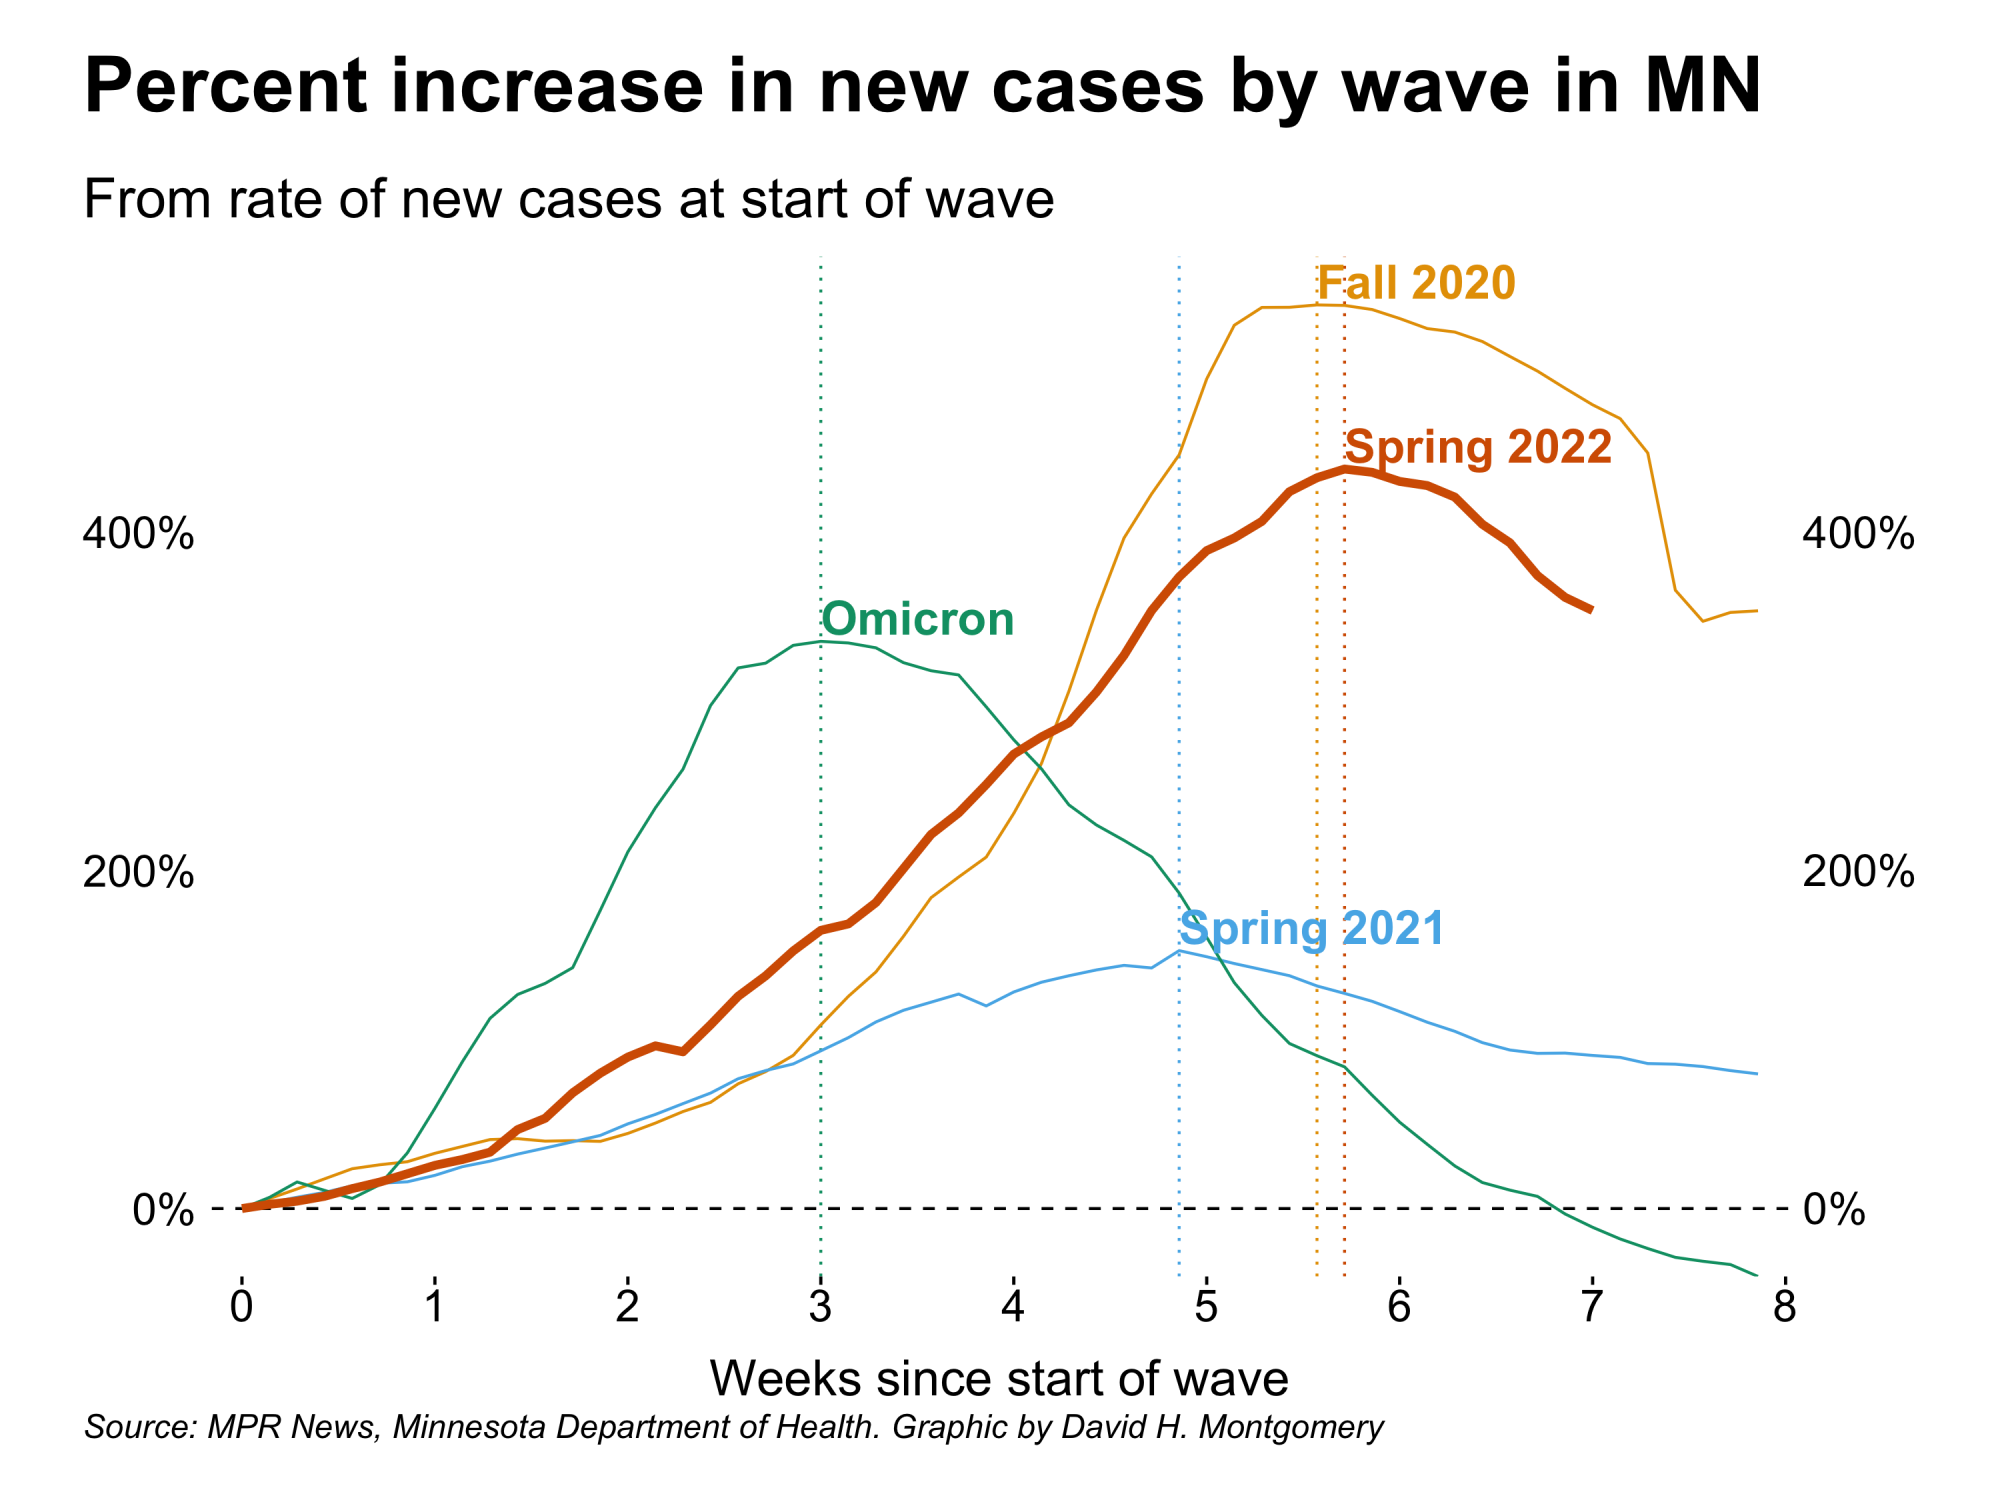 Percent increase in new cases by wave in MN
From rate of new cases at start of wave
Fall 2020
Spring 2022
400%
400%
Omicron
200%
200%
Spring 2021
0%
0%
0 1 2 3 4 5 6 7 8
Weeks since start of wave
Source: MPR News, Minnesota Department of Health. Graphic by David H. Montgomery